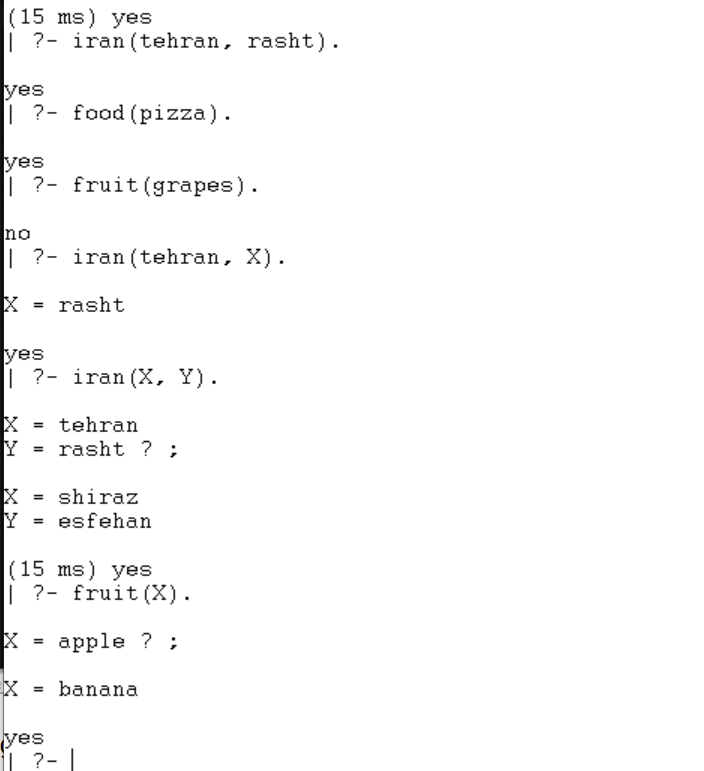 (15 ms) yes
| ?- iran(tehran, rasht).
yes
| ?- food(pizza).
yes
| ?- fruit(grapes).
no
| ?- iran(tehran, X).
X = rasht
yes
| ?- iran(X, Y).
X = tehran
Y = rasht ? ;
X = shiraz
Y = esfehan
(15 ms) yes
| ?- fruit(X).
X = apple ? ;
X = banana
yes
| ?- |